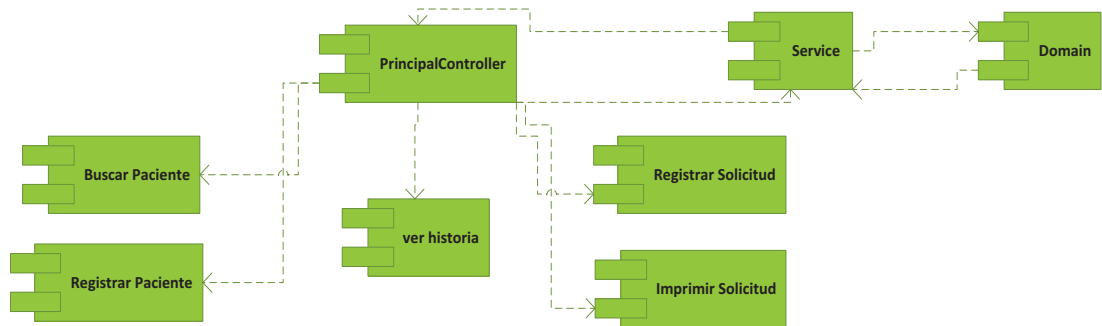 PrincipalController
Service
Domain
Buscar Paciente
Registrar Solicitud
ver historia
Registrar Paciente
Imprimir Solicitud